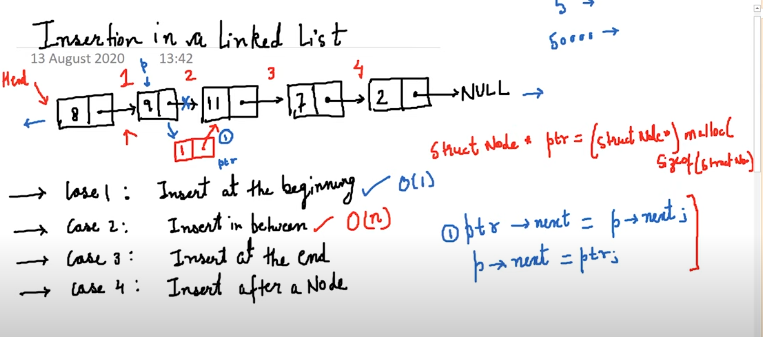 5 →
Insertion in a Linked List
50000 →
13 August 2020 13:42
Head
1 p 2 3 4
8 9 11 7 2 →NULL →
1 ①
ptr
Struct Node * ptr = (struct Node*) malloc(
sizeof(struct No)
→ Case 1 : Insert at the beginning ✓ O(1)
→ Case 2 : Insert in between ✓ O(n)
① ptr → next = p → next ;
→ Case 3 : Insert at the end
p → next = ptr ;
→ Case 4 : Insert after a Node